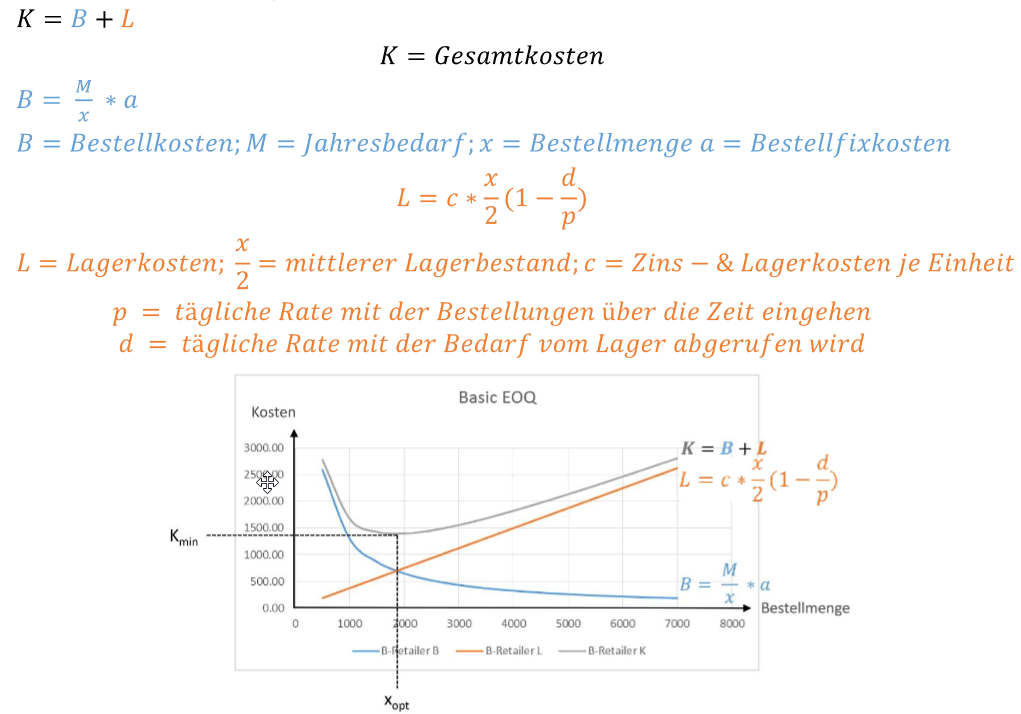 K = B + L
K = Gesamtkosten
B = M/x * a
B = Bestellkosten; M = Jahresbedarf; x = Bestellmenge a = Bestellfixkosten
L = c * x/2 (1 − d/p)
L = Lagerkosten; x/2 = mittlerer Lagerbestand; c = Zins − & Lagerkosten je Einheit
p = tägliche Rate mit der Bestellungen über die Zeit eingehen
d = tägliche Rate mit der Bedarf vom Lager abgerufen wird
Basic EOQ
Kosten
3000.00
K = B + L
L = c * x/2 (1 − d/p)
2500.00
2000.00
1500.00
Kmin
1000.00
500.00
B = M/x * a
0.00
Bestellmenge
0 1000 2000 3000 4000 5000 6000 7000 8000
B-Retailer B B-Retailer L B-Retailer K
xopt